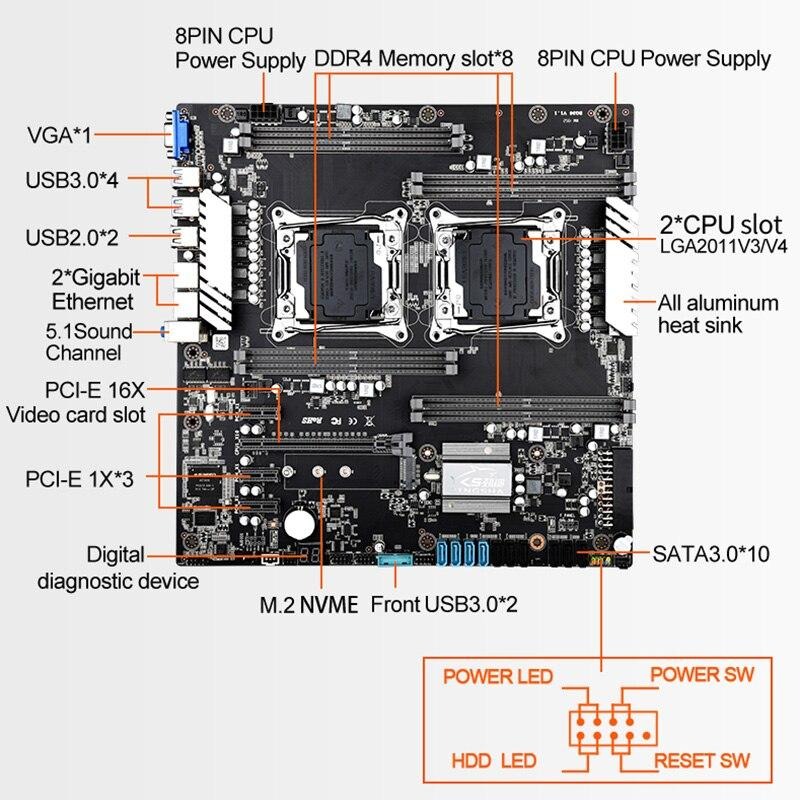 8PIN CPU
Power Supply
DDR4 Memory slot*8
8PIN CPU Power Supply
VGA*1
USB3.0*4
USB2.0*2
2*Gigabit
Ethernet
5.1Sound
Channel
2*CPU slot
LGA2011V3/V4
All aluminum
heat sink
PCI-E 16X
Video card slot
PCI-E 1X*3
RoHS
FC
CE
Digital
diagnostic device
M.2 NVME
Front USB3.0*2
SATA3.0*10
POWER LED
POWER SW
HDD LED
RESET SW